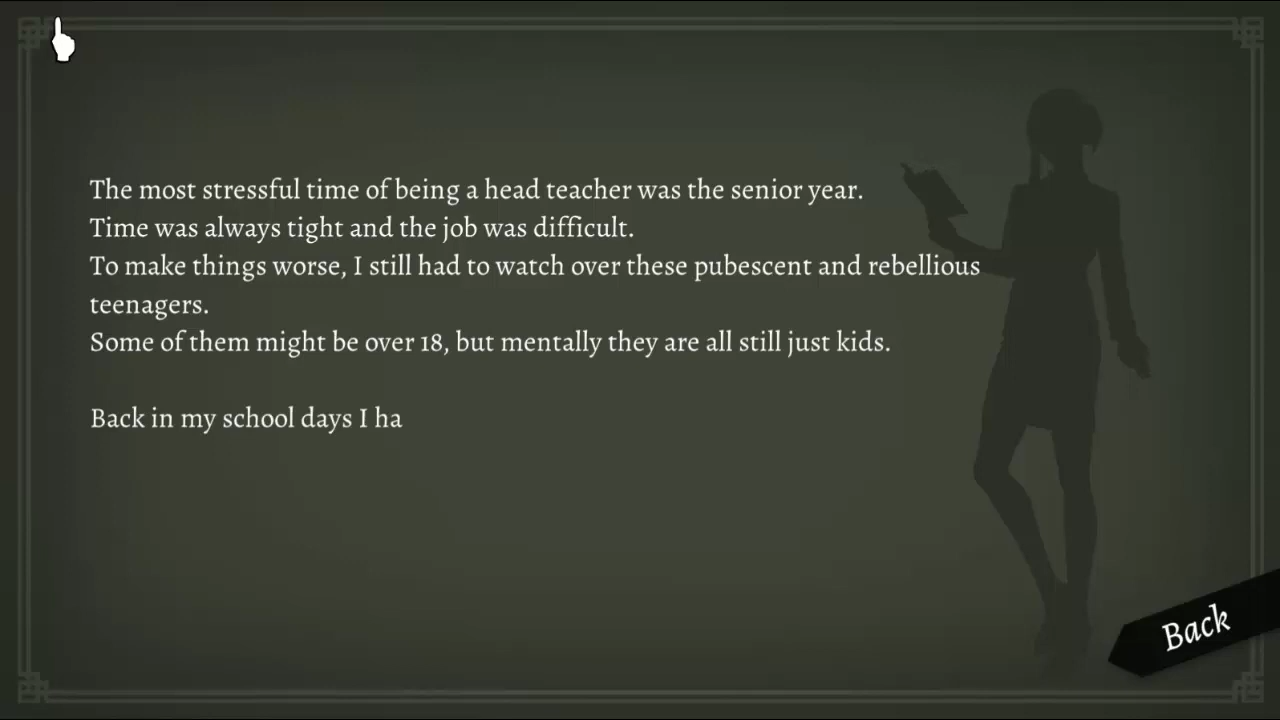 The most stressful time of being a head teacher was the senior year.
Time was always tight and the job was difficult.
To make things worse, I still had to watch over these pubescent and rebellious
teenagers.
Some of them might be over 18, but mentally they are all still just kids.
Back in my school days I ha
Back